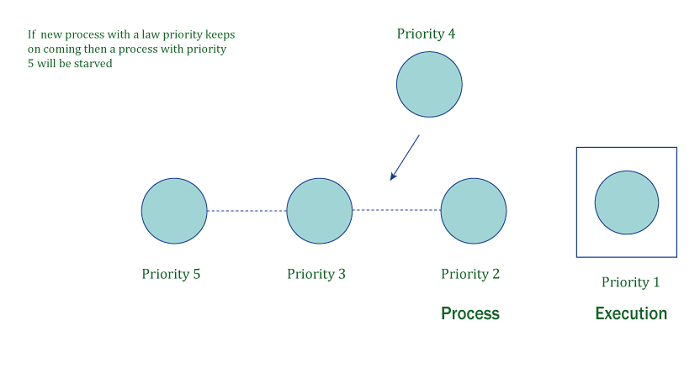 If new process with a law priority keeps
on coming then a process with priority
5 will be starved
Priority 4
Priority 5
Priority 3
Priority 2
Priority 1
Process
Execution